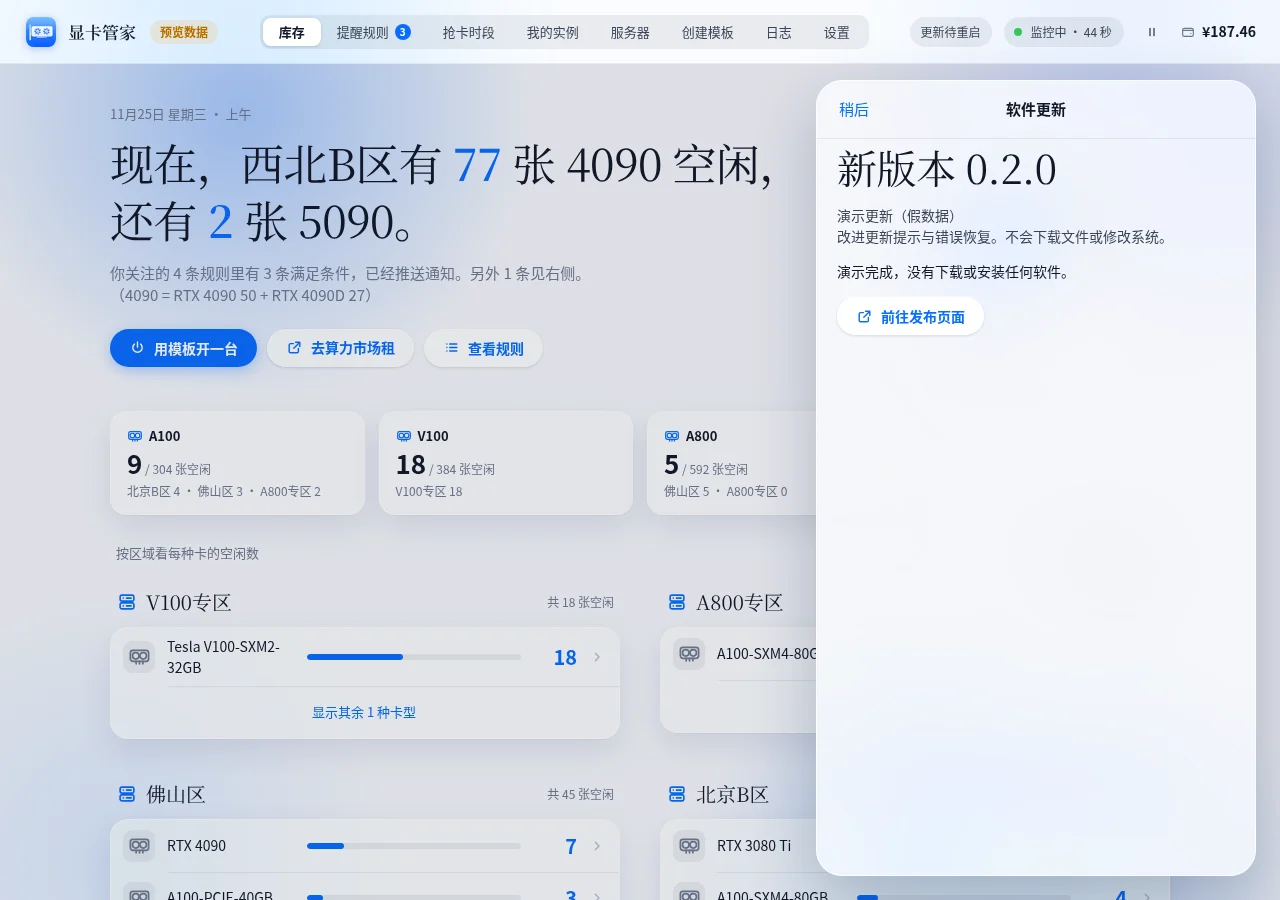 显卡管家
预览数据
库存
提醒规则 3
抢卡时段
我的实例
服务器
创建模板
日志
设置
更新待重启
监控中 · 44 秒
¥187.46
11月25日 星期三 · 上午
现在，西北B区有 77 张 4090 空闲，
还有 2 张 5090。
你关注的 4 条规则里有 3 条满足条件，已经推送通知。另外 1 条见右侧。
（4090 = RTX 4090 50 + RTX 4090D 27）
用模板开一台
去算力市场租
查看规则
A100
9 / 304 张空闲
北京B区 4 · 佛山区 3 · A800专区 2
V100
18 / 384 张空闲
V100专区 18
A800
5 / 592 张空闲
佛山区 5 · A800专区 0
按区域看每种卡的空闲数
V100专区
共 18 张空闲
Tesla V100-SXM2-
32GB
18
显示其余 1 种卡型
A800专区
A100-SXM4-80G
佛山区
共 45 张空闲
RTX 4090
7
A100-PCIE-40GB
3
北京B区
RTX 3080 Ti
A100-SXM4-80GB
4
稍后
软件更新
新版本 0.2.0
演示更新（假数据）
改进更新提示与错误恢复。不会下载文件或修改系统。
演示完成，没有下载或安装任何软件。
前往发布页面